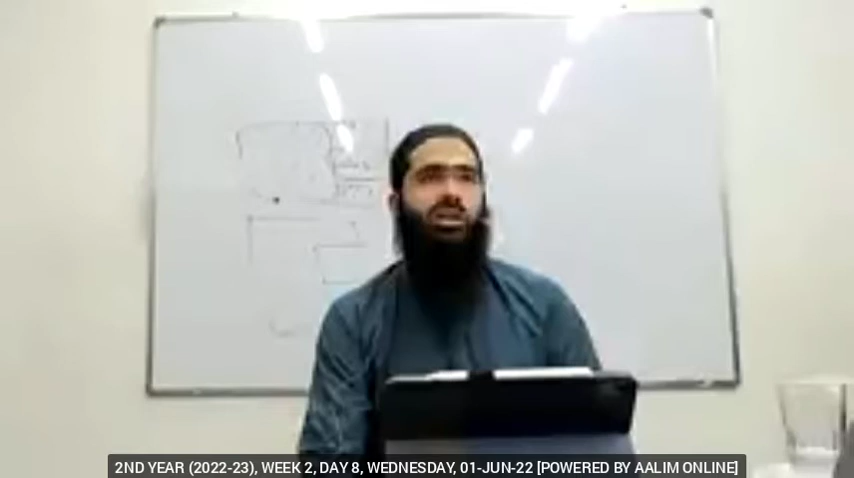 2ND YEAR (2022-23), WEEK 2, DAY 8, WEDNESDAY, 01-JUN-22 [POWERED BY AALIM ONLINE]